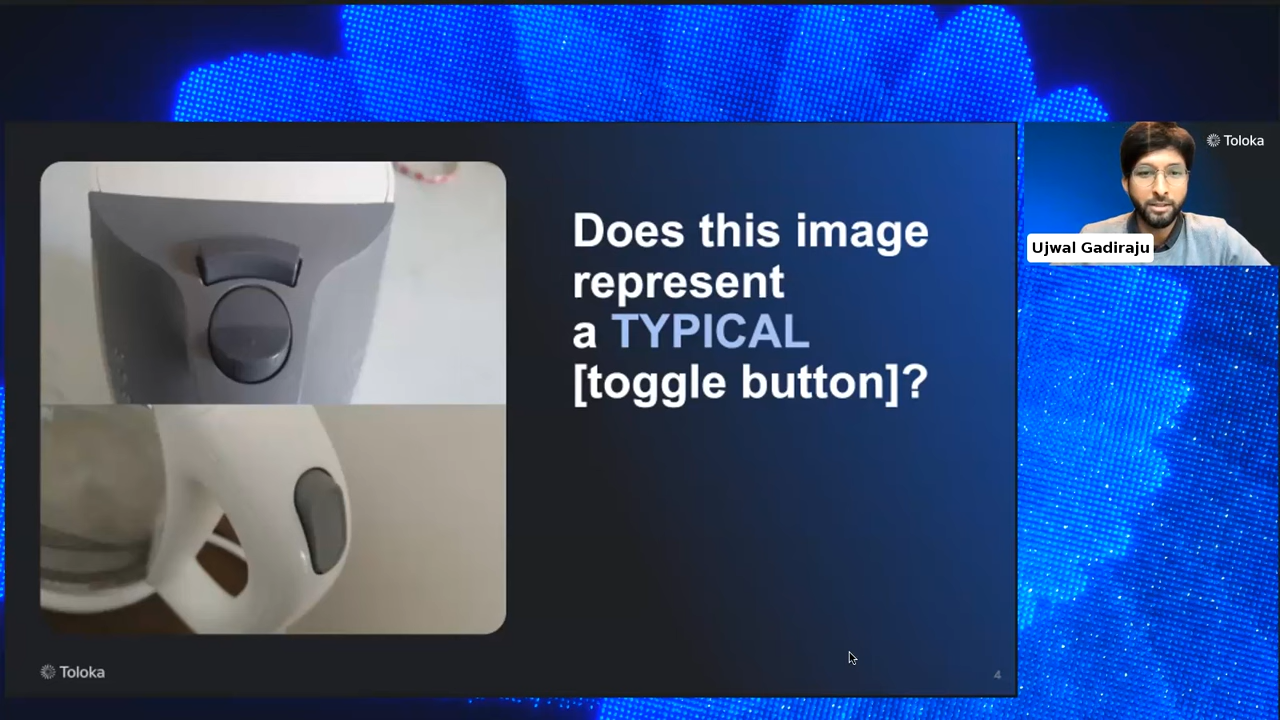 Does this image
represent
a TYPICAL
[toggle button]?
Toloka
4
Toloka
Ujwal Gadiraju